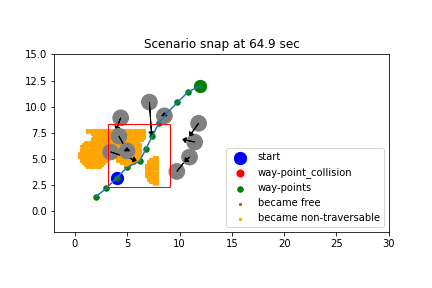 Scenario snap at 64.9 sec
15.0
12.5
10.0
7.5
5.0
2.5
0.0
start
way-point_collision
way-points
became free
became non-traversable
0 5 10 15 20 25 30